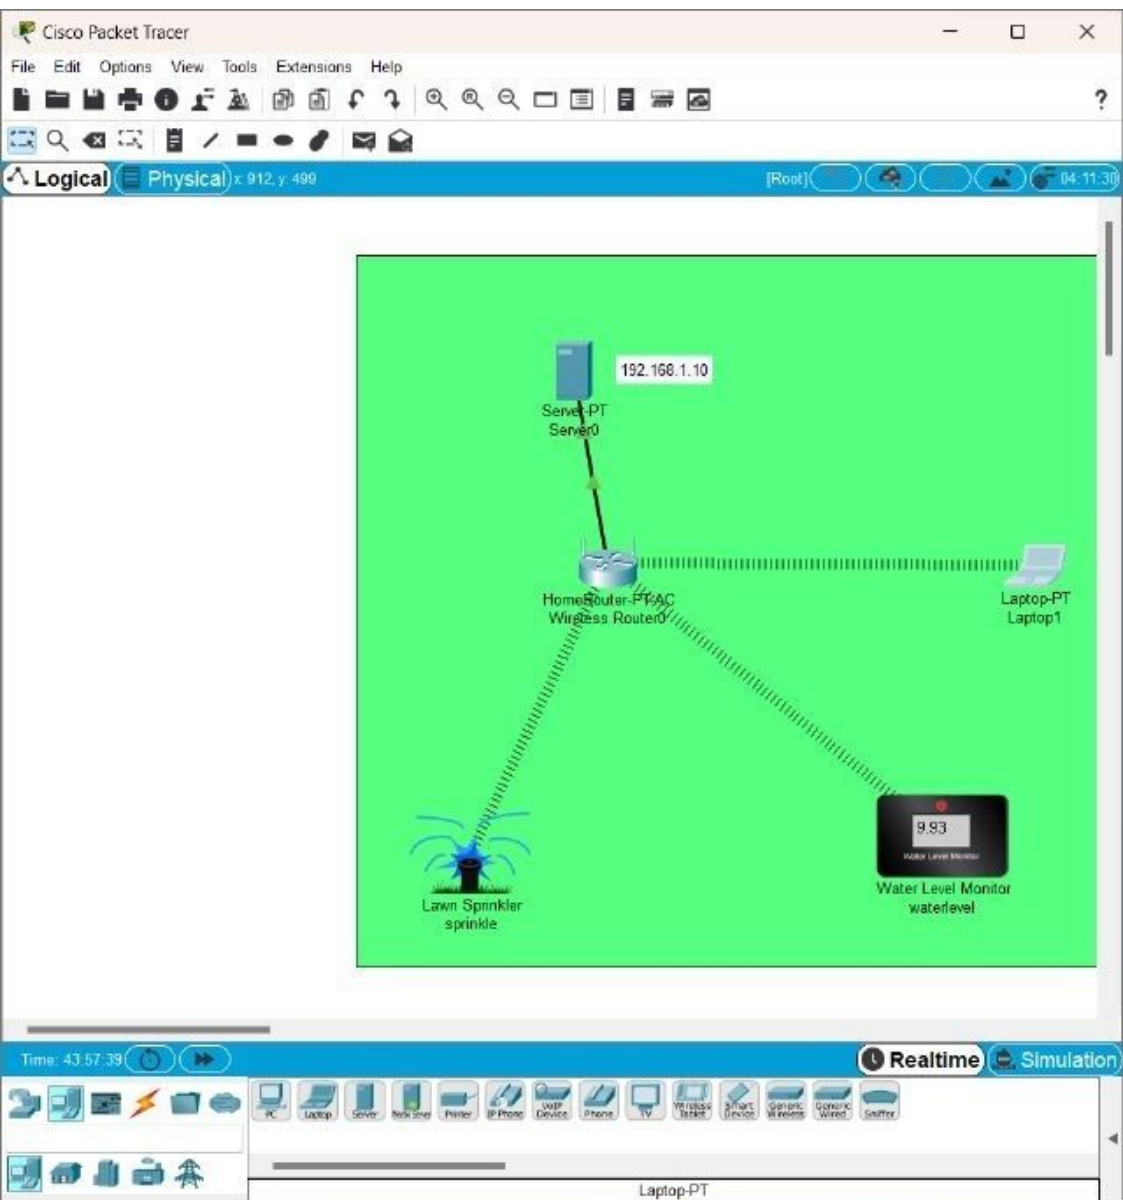 Cisco Packet Tracer
File Edit Options View Tools Extensions Help
?
Logical Physical x: 912, y: 499 [Root] 04:11:30
192.168.1.10
Server-PT
Server0
HomeRouter-PT-AC
Wireless Router0
Laptop-PT
Laptop1
9.93
Water Level Monitor
Water Level Monitor
waterlevel
Lawn Sprinkler
sprinkle
Time: 43:57:39 Realtime Simulation
PC Laptop Server Printer IP Phone VoIP Device Phone TV Wireless Tablet Smart Device Generic Wireless Generic Wired Sniffer
Laptop-PT